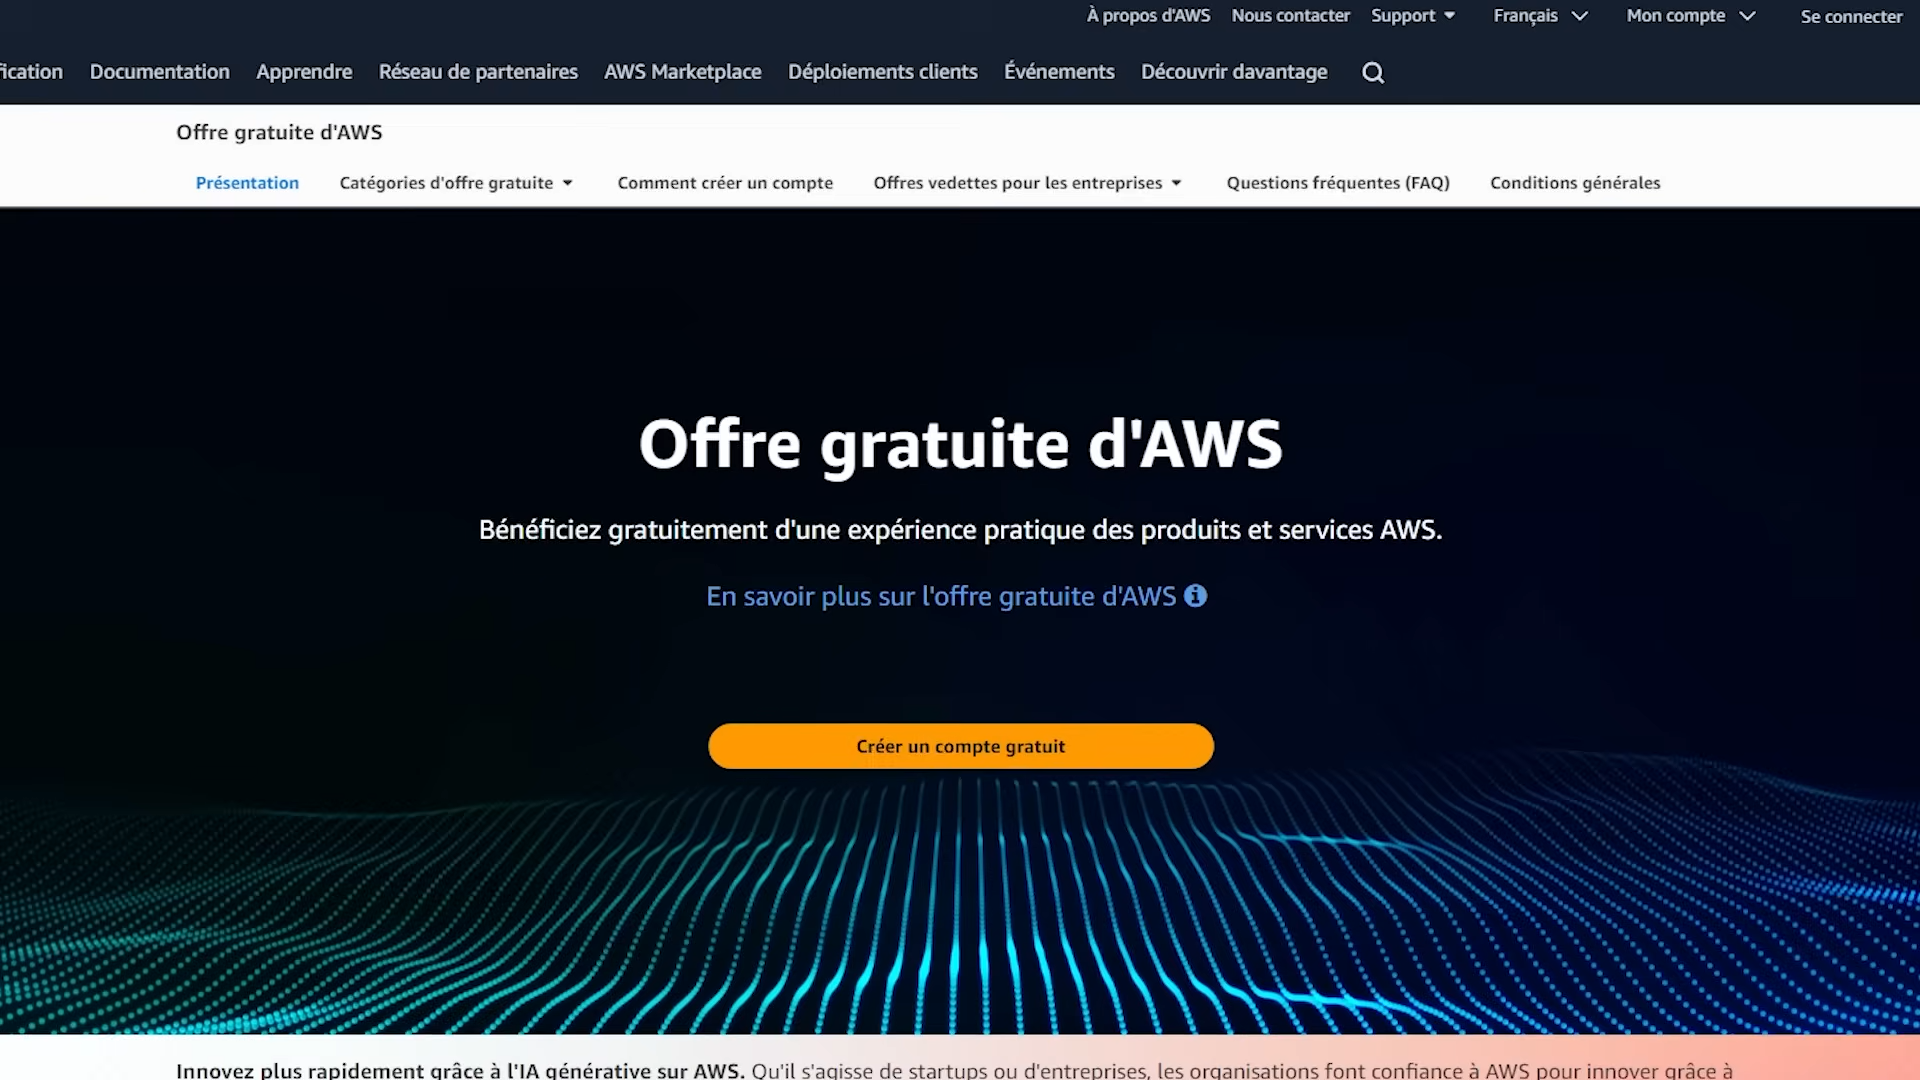 À propos d'AWS Nous contacter Support Français Mon compte Se connecter
Documentation Apprendre Réseau de partenaires AWS Marketplace Déploiements clients Événements Découvrir davantage
Offre gratuite d'AWS
Présentation Catégories d'offre gratuite Comment créer un compte Offres vedettes pour les entreprises Questions fréquentes (FAQ) Conditions générales
Offre gratuite d'AWS
Bénéficiez gratuitement d'une expérience pratique des produits et services AWS.
En savoir plus sur l'offre gratuite d'AWS
Créer un compte gratuit
Innovez plus rapidement grâce à l'IA générative sur AWS. Qu'il s'agisse de startups ou d'entreprises, les organisations font confiance à AWS pour innover grâce à